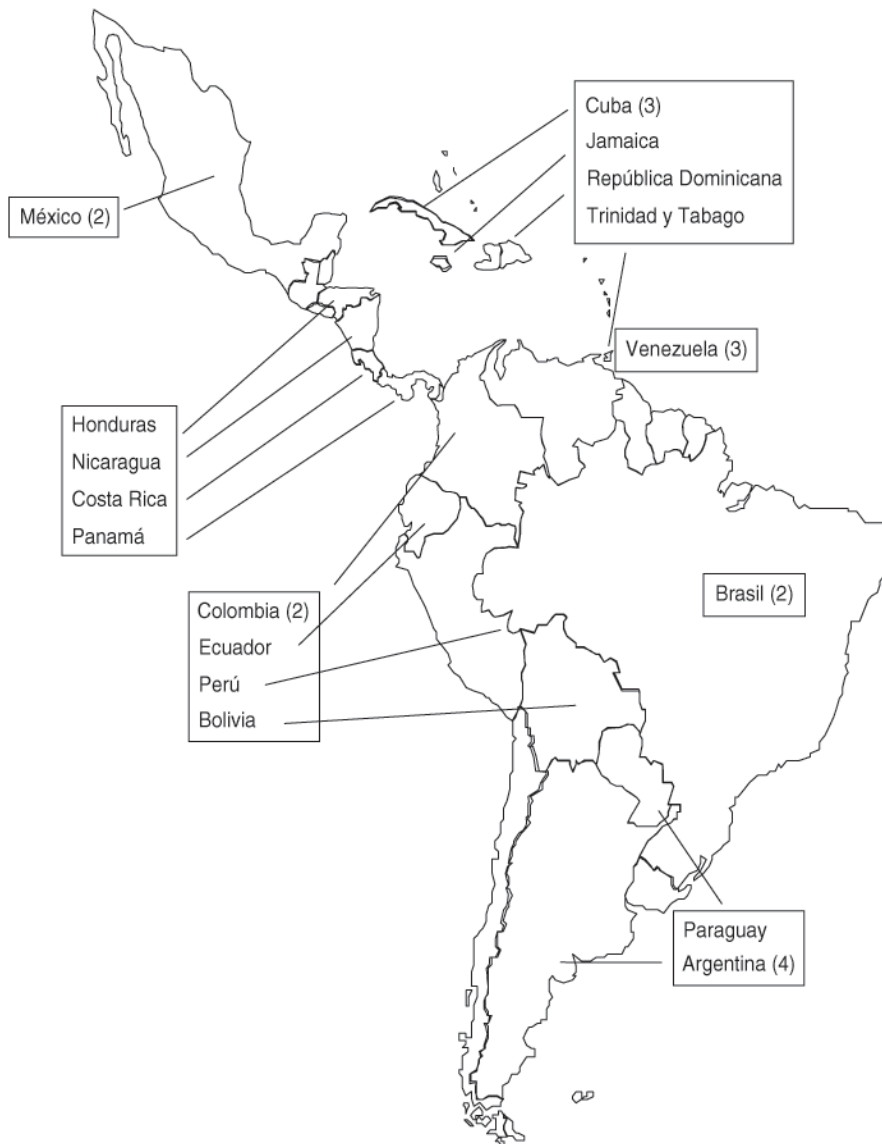 Cuba (3)
Jamaica
República Dominicana
Trinidad y Tabago
México (2)
Venezuela (3)
Honduras
Nicaragua
Costa Rica
Panamá
Brasil (2)
Colombia (2)
Ecuador
Perú
Bolivia
Paraguay
Argentina (4)